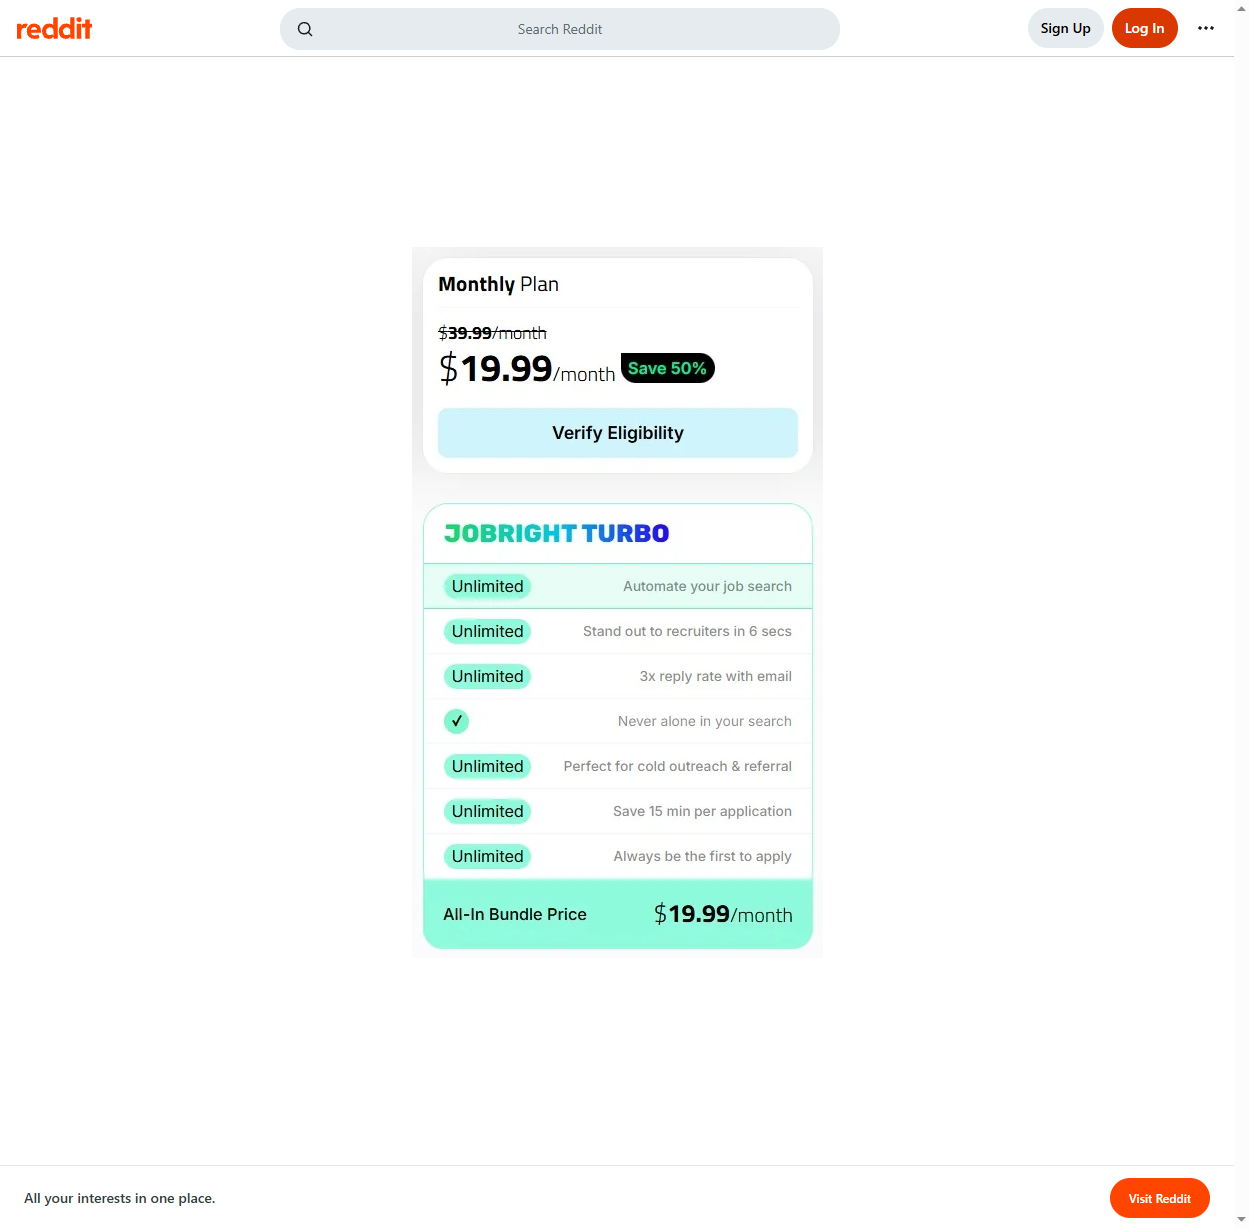 reddit
Search Reddit
Sign Up
Log In
Monthly Plan
$39.99/month
$19.99/month Save 50%
Verify Eligibility
JOBRIGHT TURBO
Unlimited Automate your job search
Unlimited Stand out to recruiters in 6 secs
Unlimited 3x reply rate with email
✓ Never alone in your search
Unlimited Perfect for cold outreach & referral
Unlimited Save 15 min per application
Unlimited Always be the first to apply
All-In Bundle Price $19.99/month
All your interests in one place.
Visit Reddit